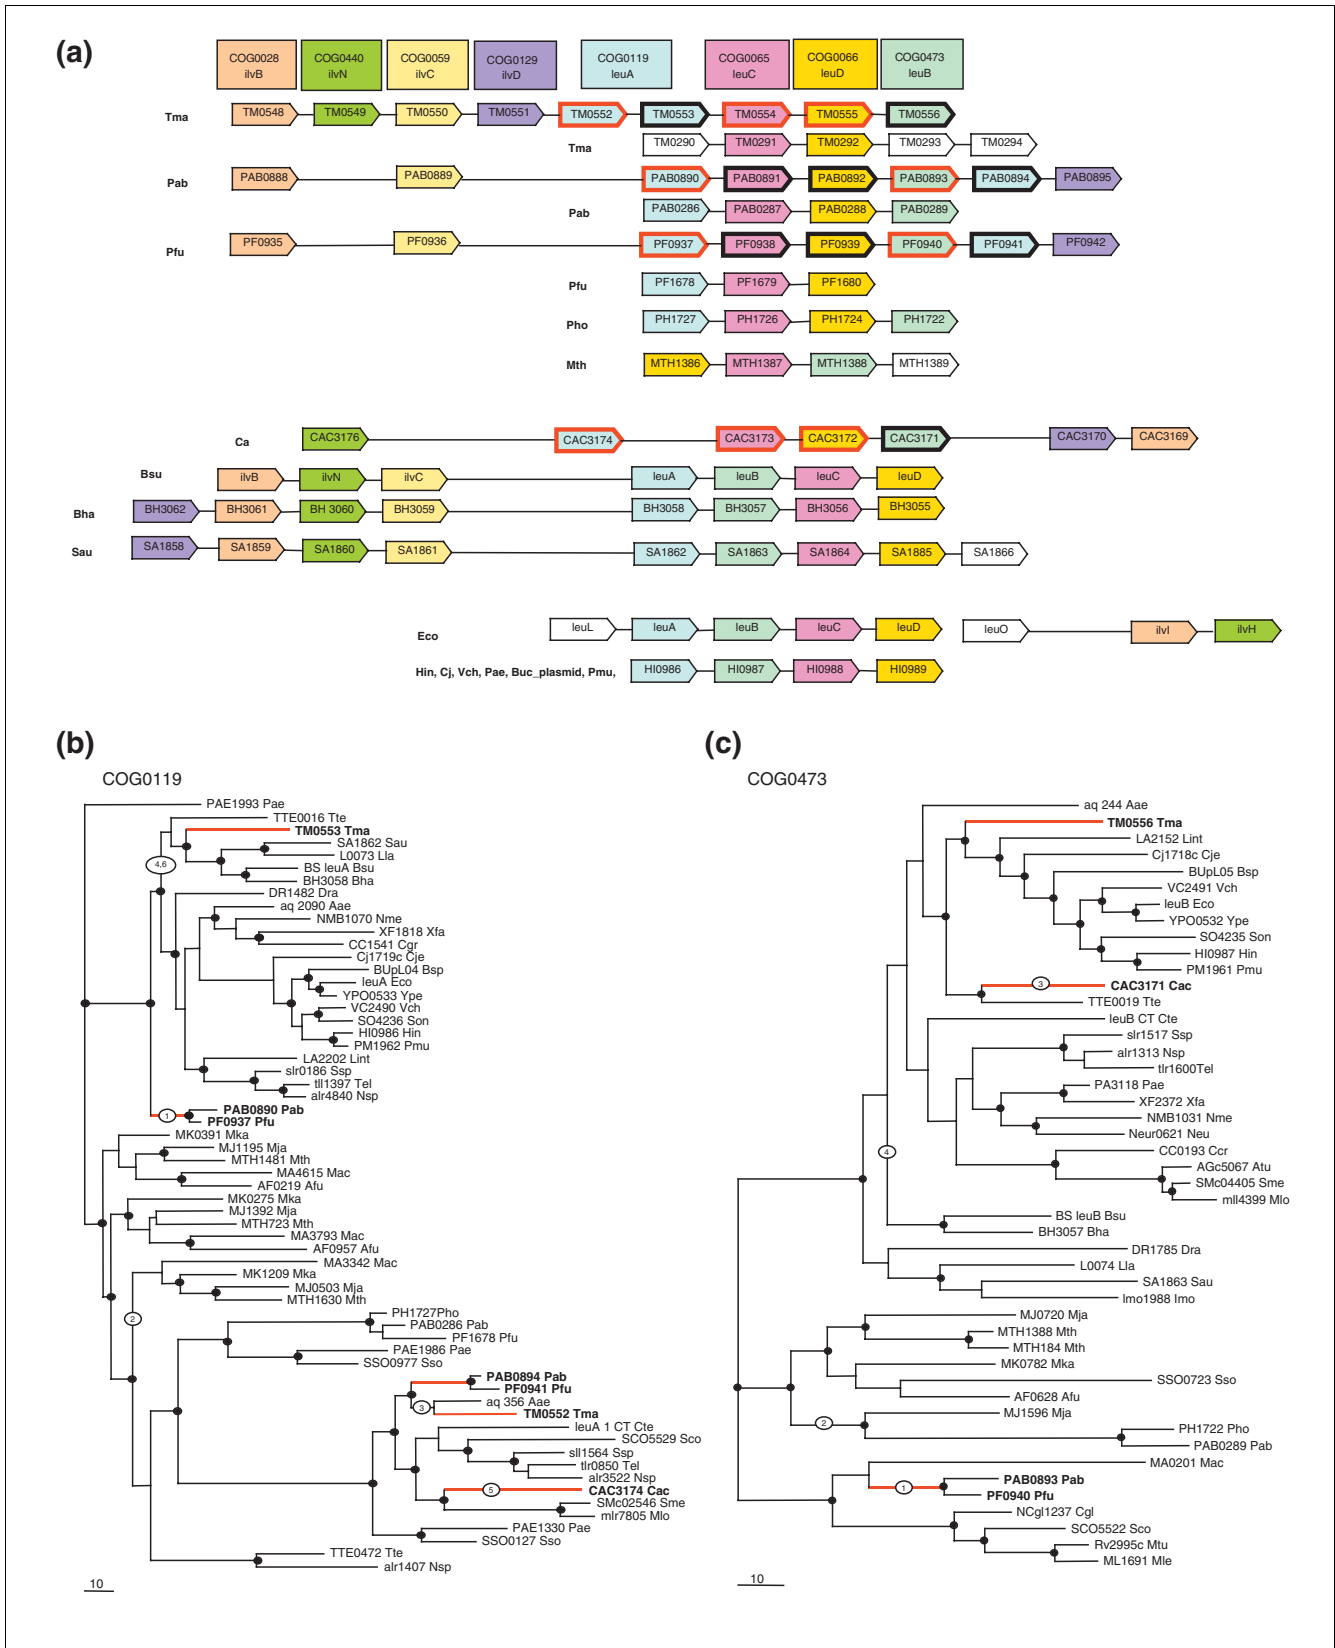 (a)
COG0028 COG0440 COG0059 COG0129 COG0119 COG0065 COG0066 COG0473
ilvB ilvN ilvC ilvD leuA leuC leuD leuB
Tma TM0548 TM0549 TM0550 TM0551 TM0552 TM0553 TM0554 TM0555 TM0556
Tma TM0290 TM0291 TM0292 TM0293 TM0294
Pab PAB0888 PAB0889 PAB0890 PAB0891 PAB0892 PAB0893 PAB0894 PAB0895
Pab PAB0286 PAB0287 PAB0288 PAB0289
Pfu PF0935 PF0936 PF0937 PF0938 PF0939 PF0940 PF0941 PF0942
Pfu PF1678 PF1679 PF1680
Pho PH1727 PH1726 PH1724 PH1722
Mth MTH1386 MTH1387 MTH1388 MTH1389
Ca CAC3176 CAC3174 CAC3173 CAC3172 CAC3171 CAC3170 CAC3169
Bsu ilvB ilvN ilvC leuA leuB leuC leuD
Bha BH3062 BH3061 BH 3060 BH3059 BH3058 BH3057 BH3056 BH3055
Sau SA1858 SA1859 SA1860 SA1861 SA1862 SA1863 SA1864 SA1885 SA1866
Eco leuL leuA leuB leuC leuD leuO ilvI ilvH
Hin, Cj, Vch, Pae, Buc_plasmid, Pmu, HI0986 HI0987 HI0988 HI0989
(b)
COG0119
PAE1993 Pae
TTE0016 Tte
TM0553 Tma
SA1862 Sau
4,6
L0073 Lla
BS leuA Bsu
BH3058 Bha
DR1482 Dra
aq 2090 Aae
NMB1070 Nme
XF1818 Xfa
CC1541 Cgr
Cj1719c Cje
BUpL04 Bsp
leuA Eco
YPO0533 Ype
VC2490 Vch
SO4236 Son
HI0986 Hin
PM1962 Pmu
LA2202 Lint
slr0186 Ssp
tll1397 Tel
alr4840 Nsp
PAB0890 Pab
1
PF0937 Pfu
MK0391 Mka
MJ1195 Mja
MTH1481 Mth
MA4615 Mac
AF0219 Afu
MK0275 Mka
MJ1392 Mja
MTH723 Mth
MA3793 Mac
AF0957 Afu
MA3342 Mac
MK1209 Mka
MJ0503 Mja
MTH1630 Mth
PH1727Pho
2
PAB0286 Pab
PF1678 Pfu
PAE1986 Pae
SSO0977 Sso
PAB0894 Pab
PF0941 Pfu
aq 356 Aae
3
TM0552 Tma
leuA 1 CT Cte
SCO5529 Sco
sll1564 Ssp
tlr0850 Tel
alr3522 Nsp
5
CAC3174 Cac
SMc02546 Sme
mlr7805 Mlo
PAE1330 Pae
SSO0127 Sso
TTE0472 Tte
alr1407 Nsp
10
(c)
COG0473
aq 244 Aae
TM0556 Tma
LA2152 Lint
Cj1718c Cje
BUpL05 Bsp
VC2491 Vch
leuB Eco
YPO0532 Ype
SO4235 Son
HI0987 Hin
PM1961 Pmu
3
CAC3171 Cac
TTE0019 Tte
leuB CT Cte
slr1517 Ssp
alr1313 Nsp
tlr1600Tel
PA3118 Pae
XF2372 Xfa
NMB1031 Nme
Neur0621 Neu
4
CC0193 Ccr
AGc5067 Atu
SMc04405 Sme
mll4399 Mlo
BS leuB Bsu
BH3057 Bha
DR1785 Dra
L0074 Lla
SA1863 Sau
lmo1988 lmo
MJ0720 Mja
MTH1388 Mth
MTH184 Mth
MK0782 Mka
SSO0723 Sso
AF0628 Afu
MJ1596 Mja
2
PH1722 Pho
PAB0289 Pab
MA0201 Mac
PAB0893 Pab
1
PF0940 Pfu
NCgl1237 Cgl
SCO5522 Sco
Rv2995c Mtu
ML1691 Mle
10